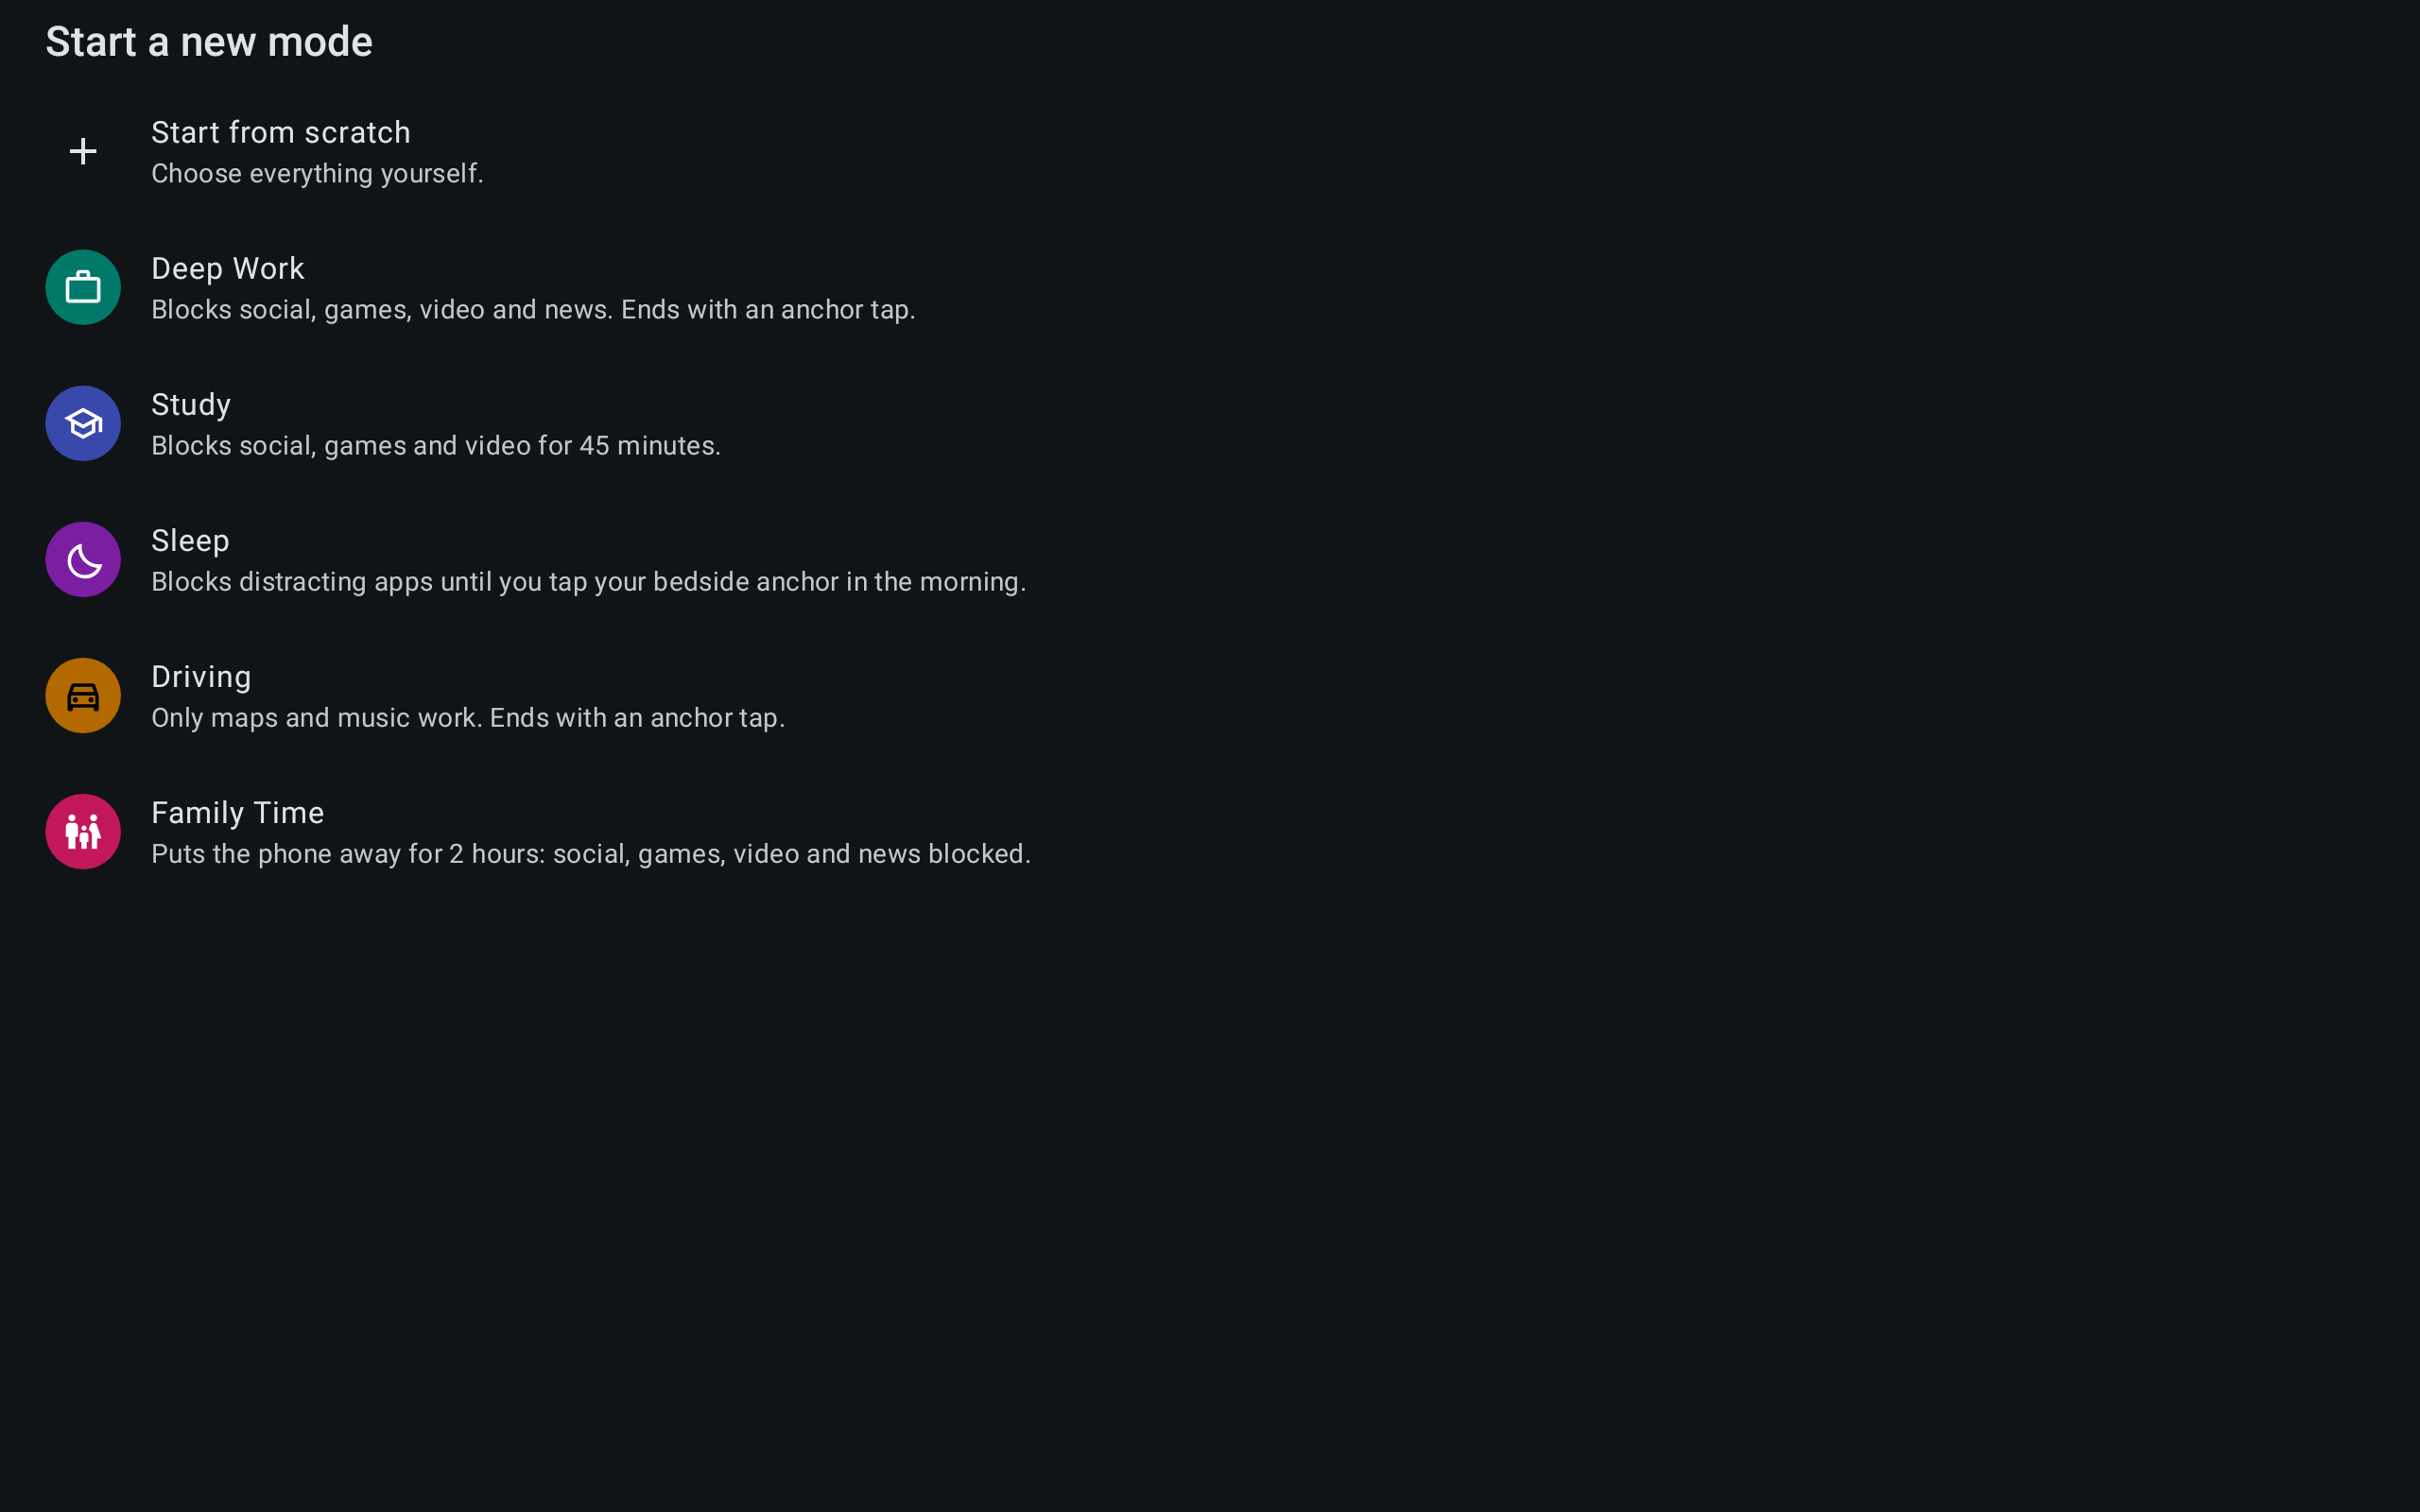 Start a new mode
Start from scratch
Choose everything yourself.
Deep Work
Blocks social, games, video and news. Ends with an anchor tap.
Study
Blocks social, games and video for 45 minutes.
Sleep
Blocks distracting apps until you tap your bedside anchor in the morning.
Driving
Only maps and music work. Ends with an anchor tap.
Family Time
Puts the phone away for 2 hours: social, games, video and news blocked.